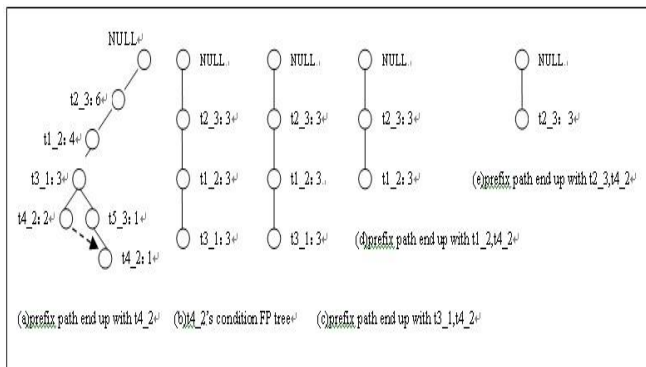 NULL
t2_3: 6
t1_2: 4
t3_1: 3
t4_2: 2
t5_3: 1
t4_2: 1
(a)prefix path end up with t4_2
NULL
t2_3: 3
t1_2: 3
t3_1: 3
(b)t4_2's condition FP tree
NULL
t2_3: 3
t1_2: 3
t3_1: 3
(c)prefix path end up with t3_1,t4_2
NULL
t2_3: 3
t1_2: 3
(d)prefix path end up with t1_2,t4_2
NULL
t2_3: 3
(e)prefix path end up with t2_3,t4_2